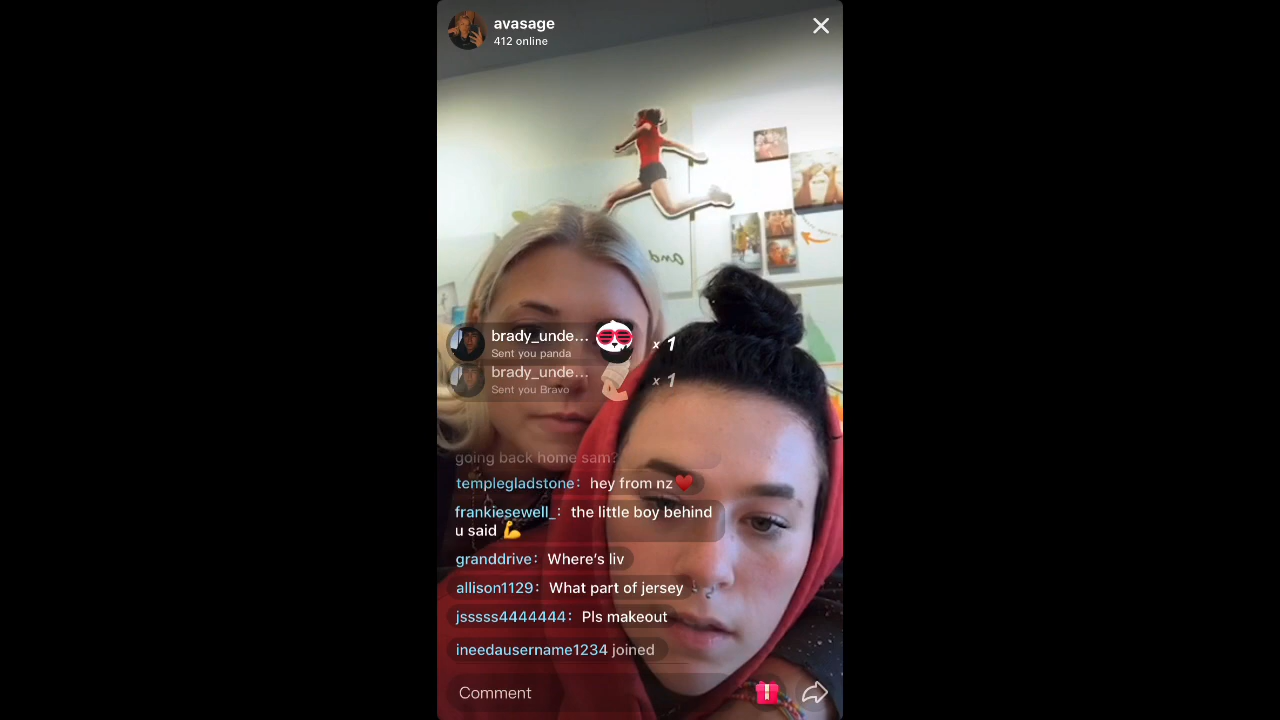 avasage
412 online
and
brady_unde...
Sent you panda
x 1
brady_unde...
Sent you Bravo
x 1
going back home sam?
templegladstone: hey from nz❤️
frankiesewell_: the little boy behind
u said 💪
granddrive: Where’s liv
allison1129: What part of jersey
jsssss4444444: Pls makeout
ineedausername1234 joined
Comment